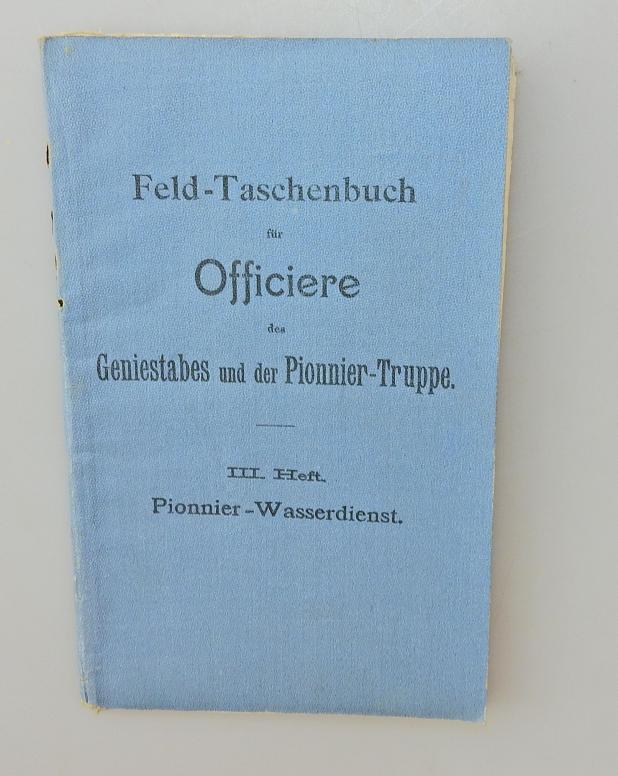 Feld-Taschenbuch
für
Officiere
des
Geniestabes und der Pionnier-Truppe.
III. Heft.
Pionnier-Wasserdienst.